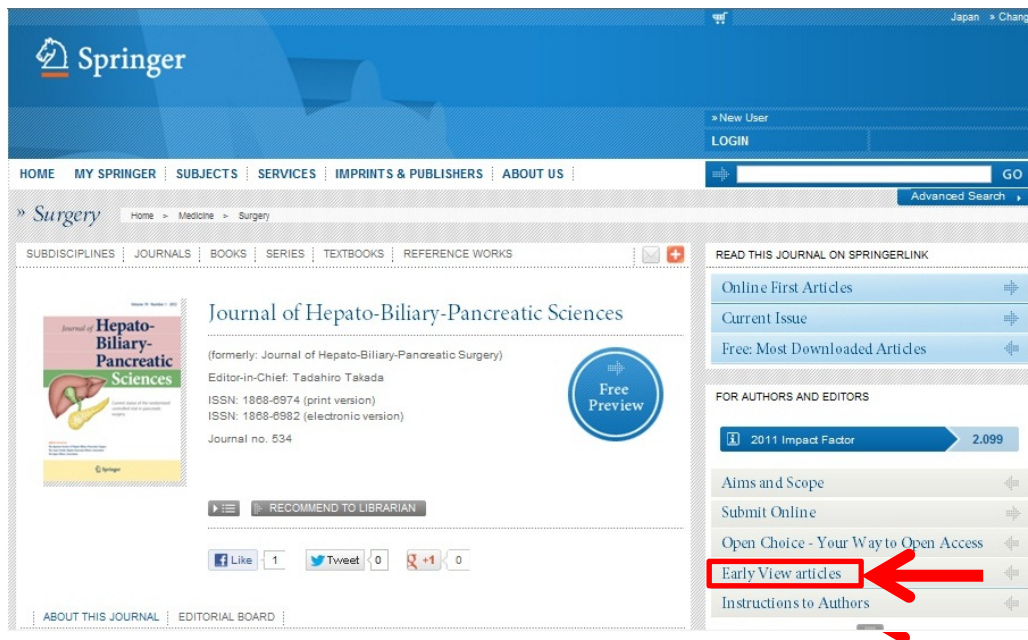 Japan » Chang
Springer
» New User
LOGIN
HOME MY SPRINGER SUBJECTS SERVICES IMPRINTS & PUBLISHERS ABOUT US
GO
Advanced Search
» Surgery Home > Medicine > Surgery
SUBDISCIPLINES JOURNALS BOOKS SERIES TEXTBOOKS REFERENCE WORKS
Journal of Hepato-
Biliary-
Pancreatic
Sciences
Springer
Journal of Hepato-Biliary-Pancreatic Sciences
(formerly: Journal of Hepato-Biliary-Pancreatic Surgery)
Editor-in-Chief: Tadahiro Takada
ISSN: 1868-6974 (print version)
ISSN: 1868-6982 (electronic version)
Journal no. 534
Free
Preview
RECOMMEND TO LIBRARIAN
Like 1 Tweet 0 +1 0
ABOUT THIS JOURNAL EDITORIAL BOARD
READ THIS JOURNAL ON SPRINGERLINK
Online First Articles
Current Issue
Free: Most Downloaded Articles
FOR AUTHORS AND EDITORS
2011 Impact Factor 2.099
Aims and Scope
Submit Online
Open Choice - Your Way to Open Access
Early View articles
Instructions to Authors